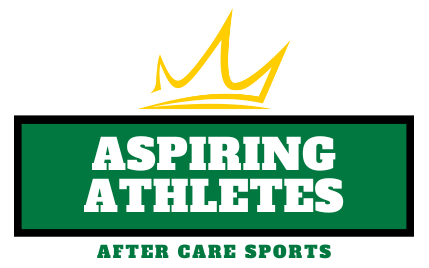 ASPIRING
ATHLETES
AFTER CARE SPORTS